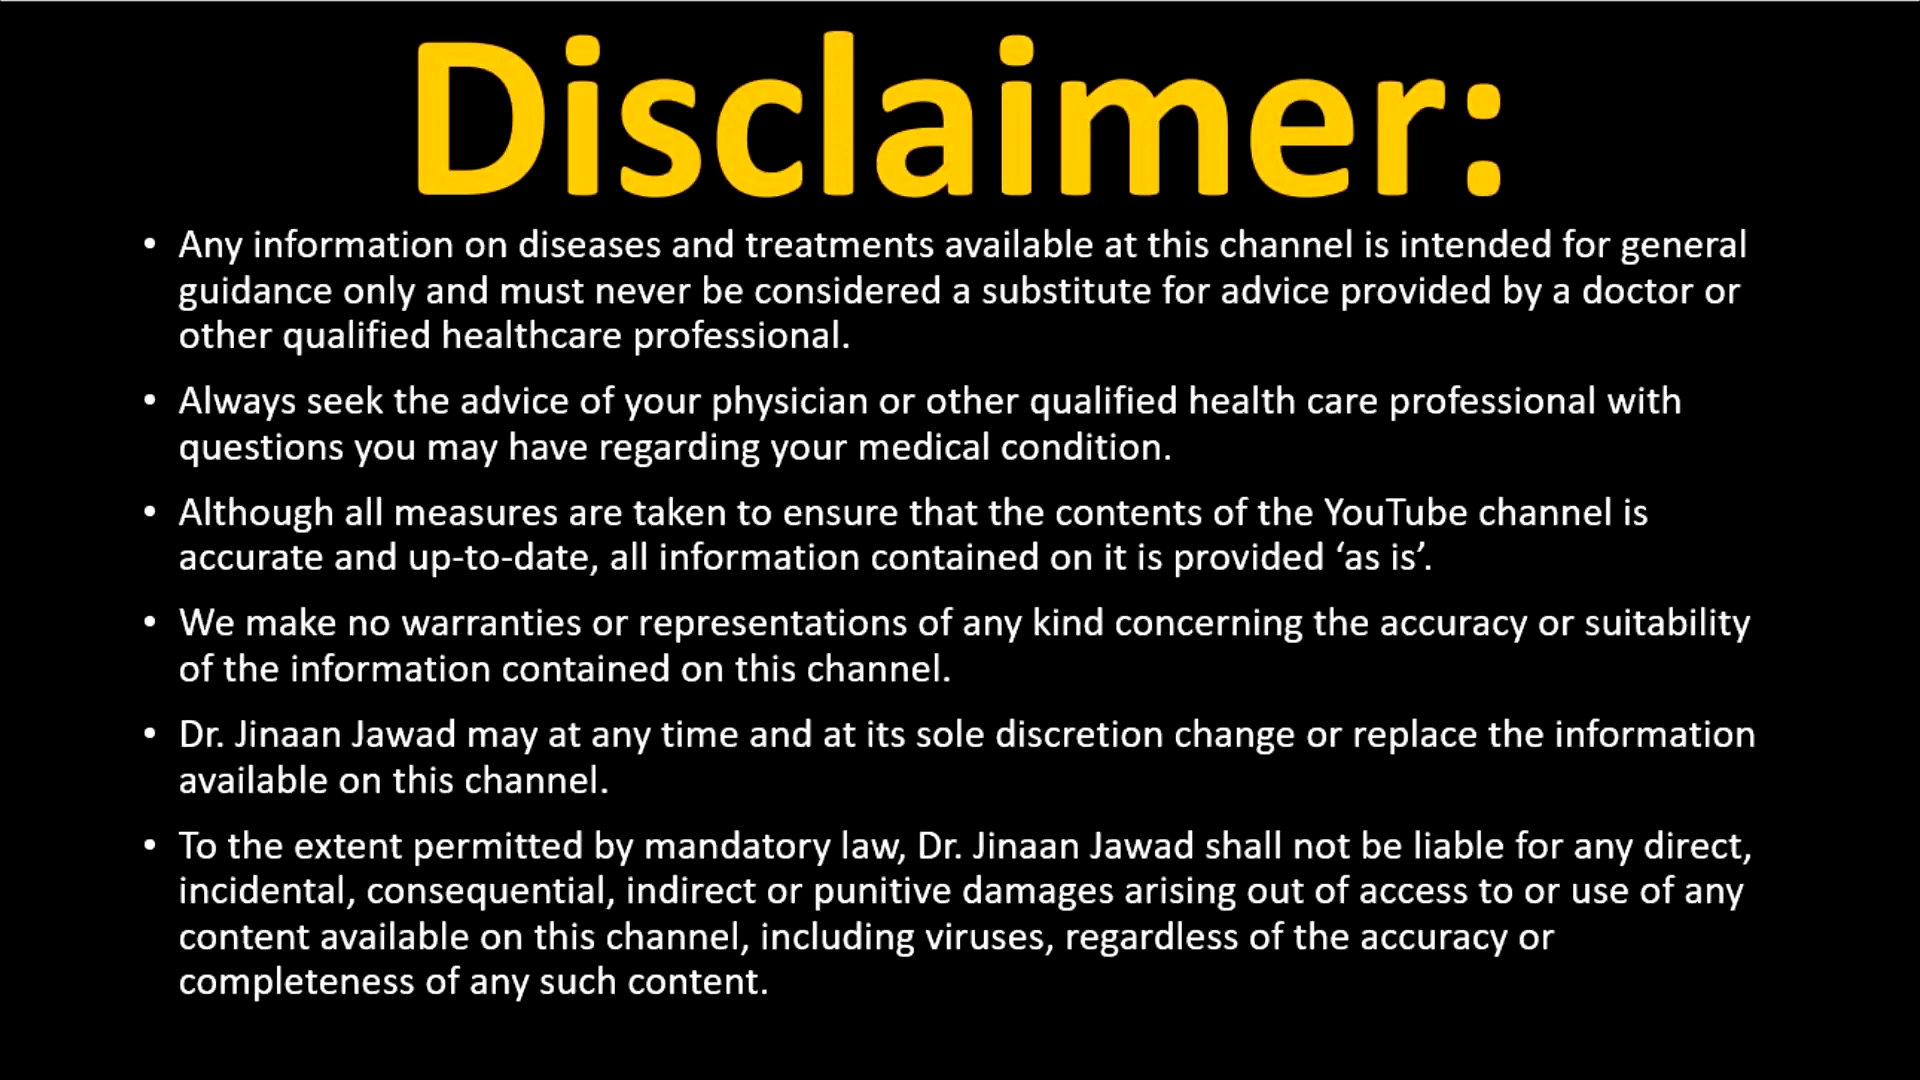 Disclaimer:
• Any information on diseases and treatments available at this channel is intended for general
guidance only and must never be considered a substitute for advice provided by a doctor or
other qualified healthcare professional.
• Always seek the advice of your physician or other qualified health care professional with
questions you may have regarding your medical condition.
• Although all measures are taken to ensure that the contents of the YouTube channel is
accurate and up-to-date, all information contained on it is provided ‘as is’.
• We make no warranties or representations of any kind concerning the accuracy or suitability
of the information contained on this channel.
• Dr. Jinaan Jawad may at any time and at its sole discretion change or replace the information
available on this channel.
• To the extent permitted by mandatory law, Dr. Jinaan Jawad shall not be liable for any direct,
incidental, consequential, indirect or punitive damages arising out of access to or use of any
content available on this channel, including viruses, regardless of the accuracy or
completeness of any such content.